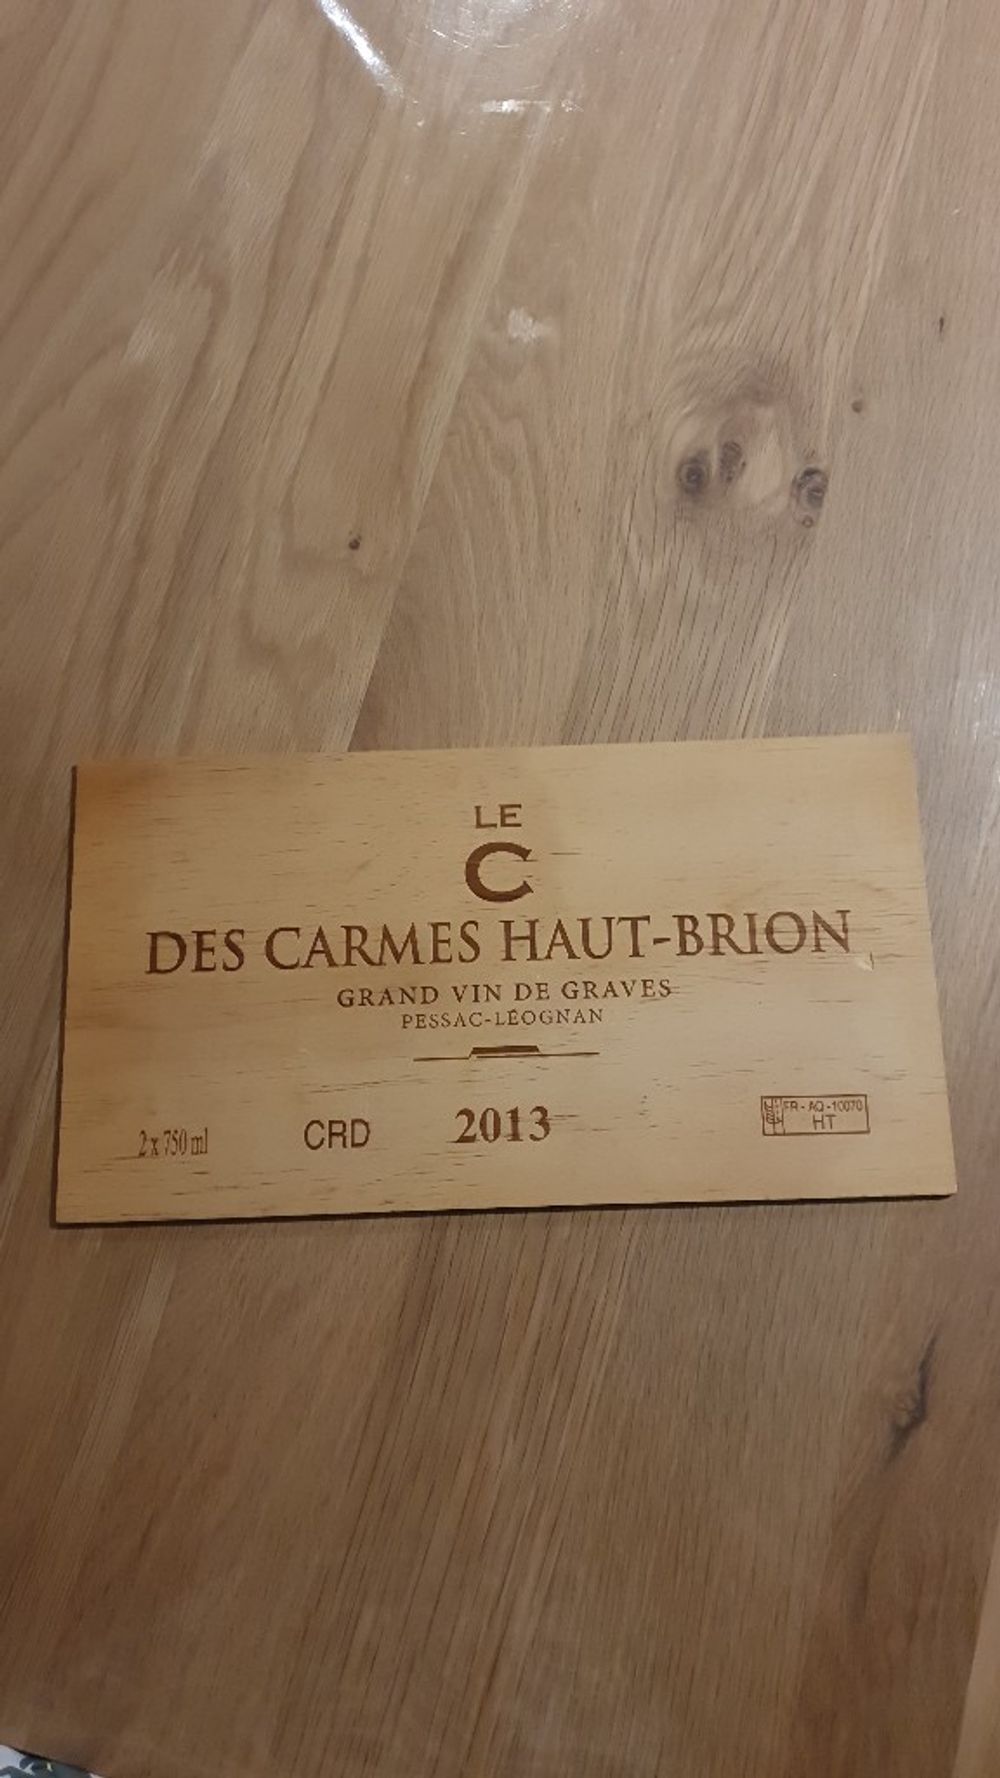 LE
C
DES CARMES HAUT-BRION
GRAND VIN DE GRAVES
PESSAC-LÉOGNAN
2 x 750 ml CRD 2013
FR - AQ -10070
HT